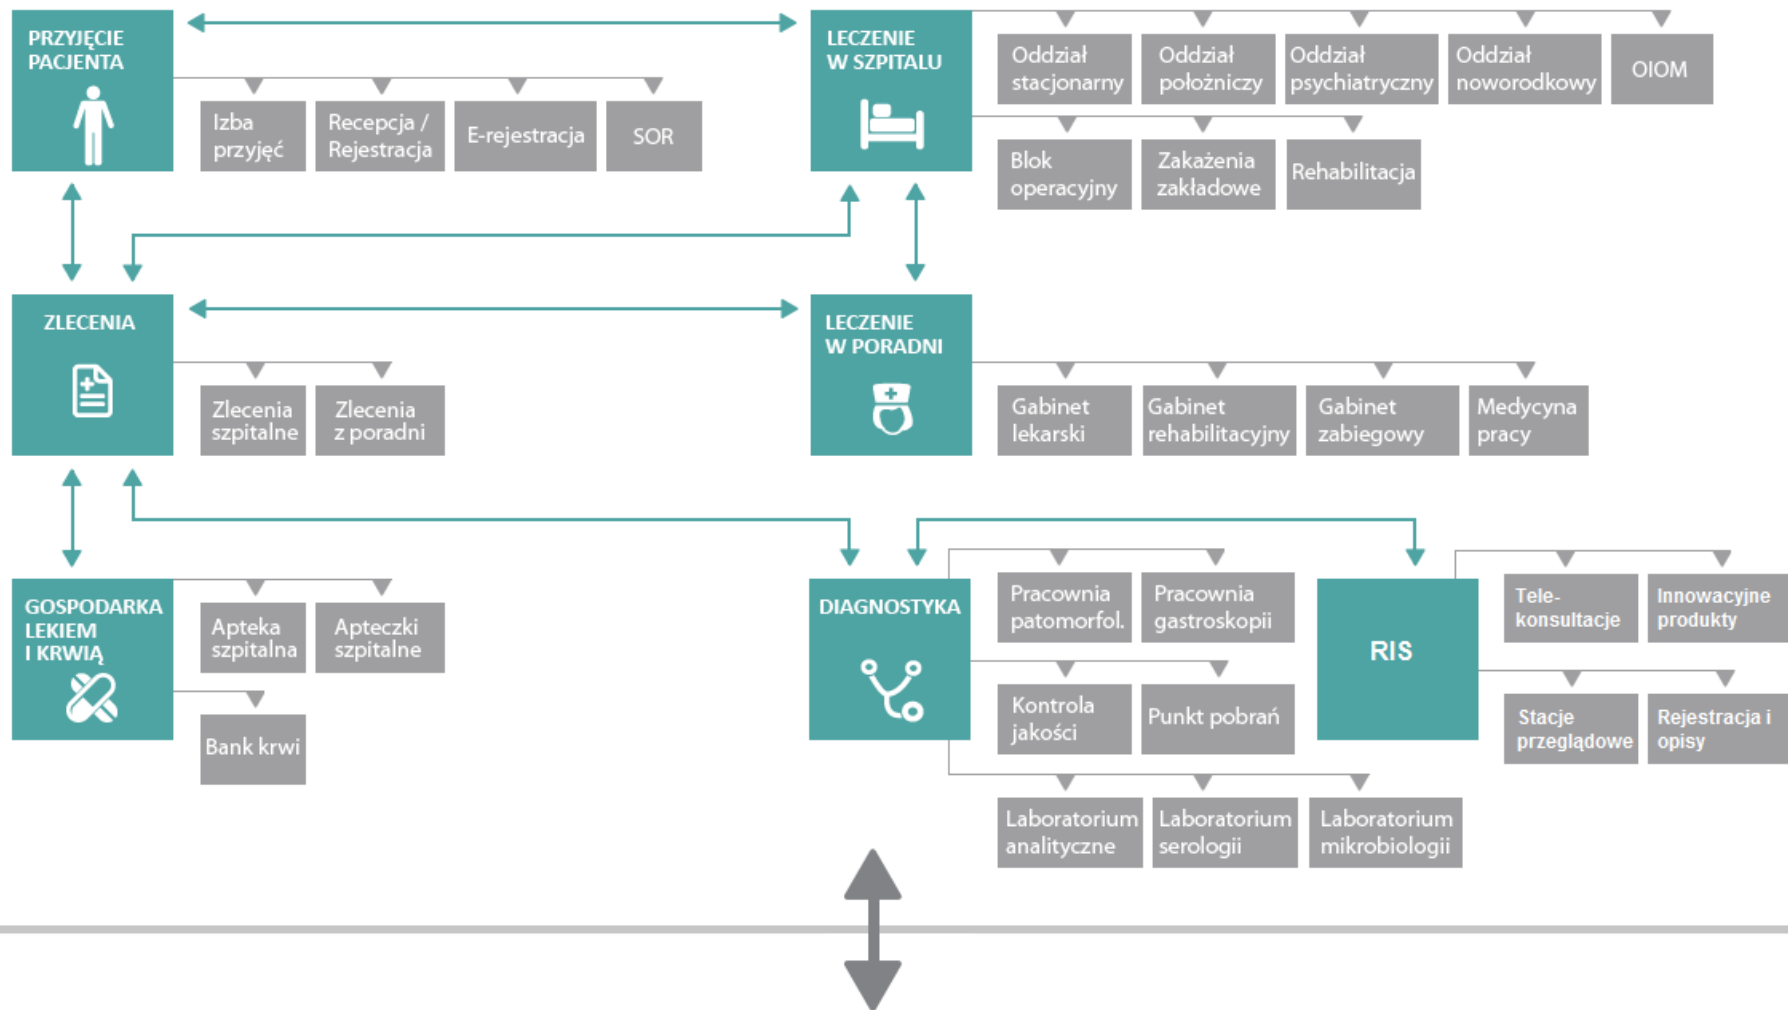 PRZYJĘCIE
PACJENTA
Izba
przyjęć
Recepcja /
Rejestracja
E-rejestracja
SOR
LECZENIE
W SZPITALU
Oddział
stacjonarny
Oddział
położniczy
Oddział
psychiatryczny
Oddział
noworodkowy
OIOM
Blok
operacyjny
Zakażenia
zakładowe
Rehabilitacja
ZLECENIA
Zlecenia
szpitalne
Zlecenia
z poradni
LECZENIE
W PORADNI
Gabinet
lekarski
Gabinet
rehabilitacyjny
Gabinet
zabiegowy
Medycyna
pracy
GOSPODARKA
LEKIEM
I KRWIĄ
Apteka
szpitalna
Apteczki
szpitalne
Bank krwi
DIAGNOSTYKA
Pracownia
patomorfol.
Pracownia
gastroskopii
Kontrola
jakości
Punkt pobrań
Laboratorium
analityczne
Laboratorium
serologii
Laboratorium
mikrobiologii
RIS
Tele-
konsultacje
Innowacyjne
produkty
Stacje
przeglądowe
Rejestracja i
opisy